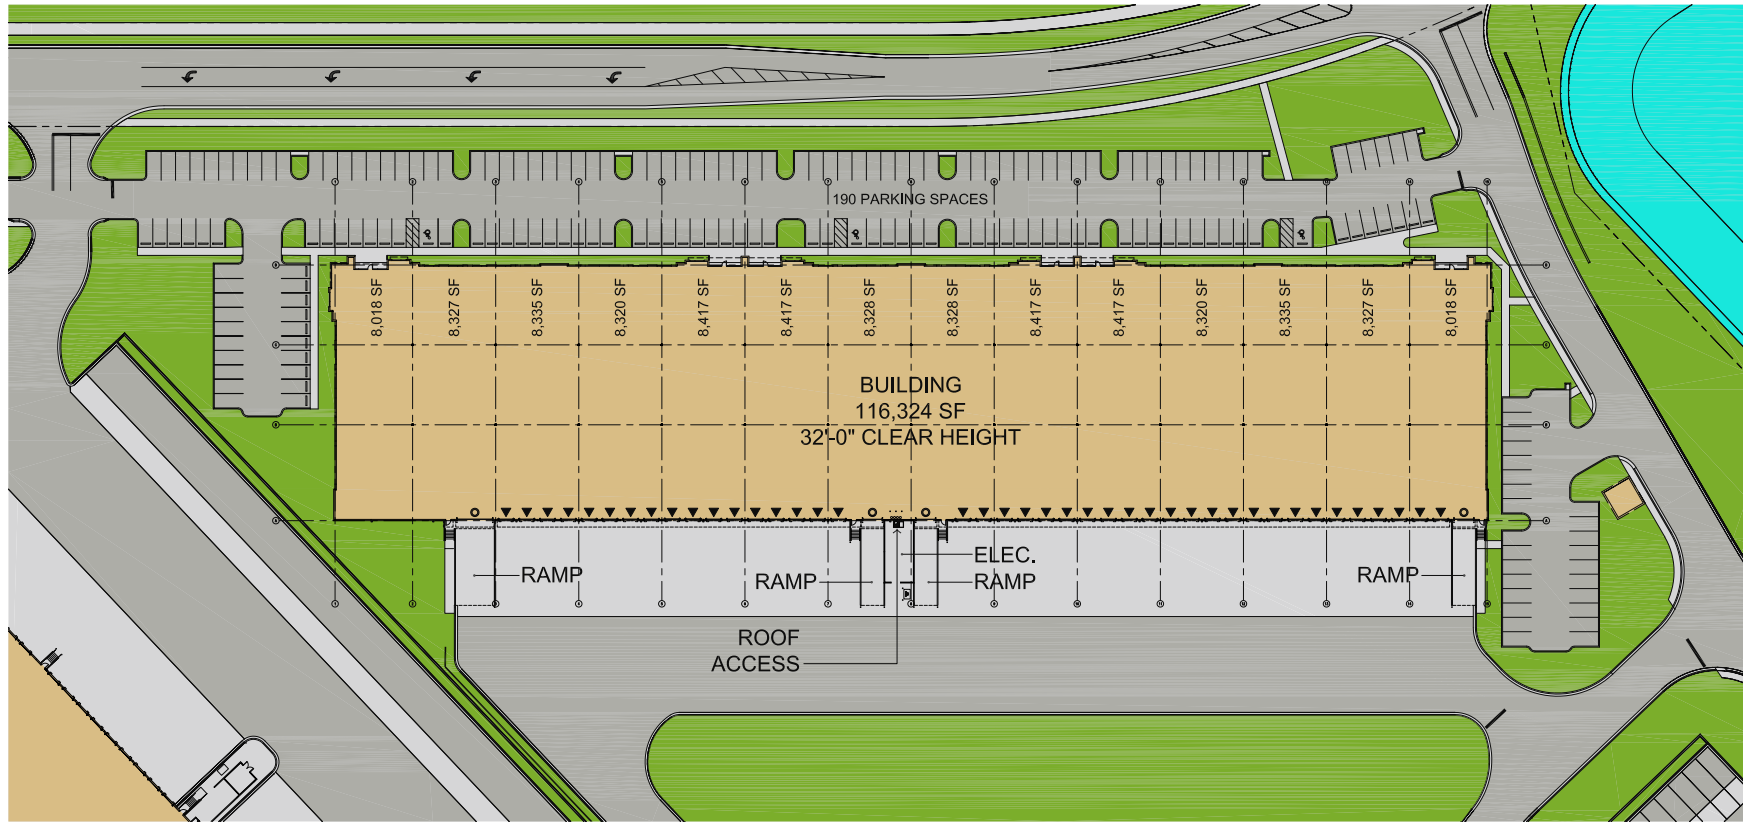 190 PARKING SPACES
8,018 SF
8,327 SF
8,335 SF
8,320 SF
8,417 SF
8,417 SF
8,328 SF
8,328 SF
8,417 SF
8,417 SF
8,320 SF
8,335 SF
8,327 SF
8,018 SF
BUILDING
116,324 SF
32'-0" CLEAR HEIGHT
ELEC.
RAMP
RAMP
RAMP
RAMP
ROOF
ACCESS